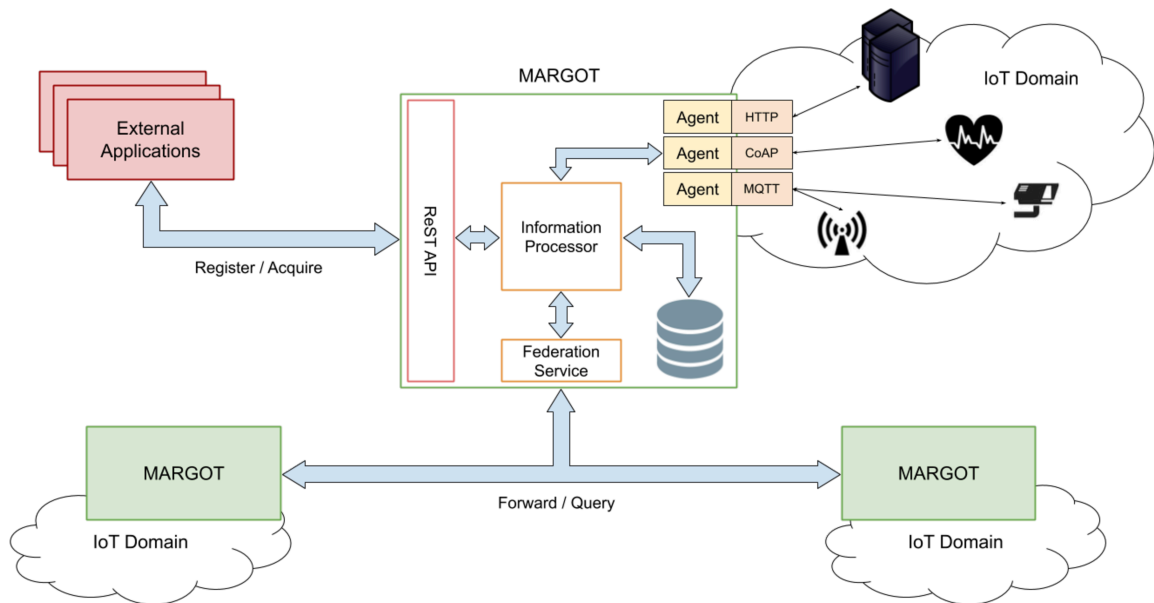 MARGOT
IoT Domain
External
Applications
Agent
HTTP
Agent
CoAP
Agent
MQTT
ReST API
Information
Processor
Register / Acquire
Federation
Service
MARGOT
MARGOT
Forward / Query
IoT Domain
IoT Domain